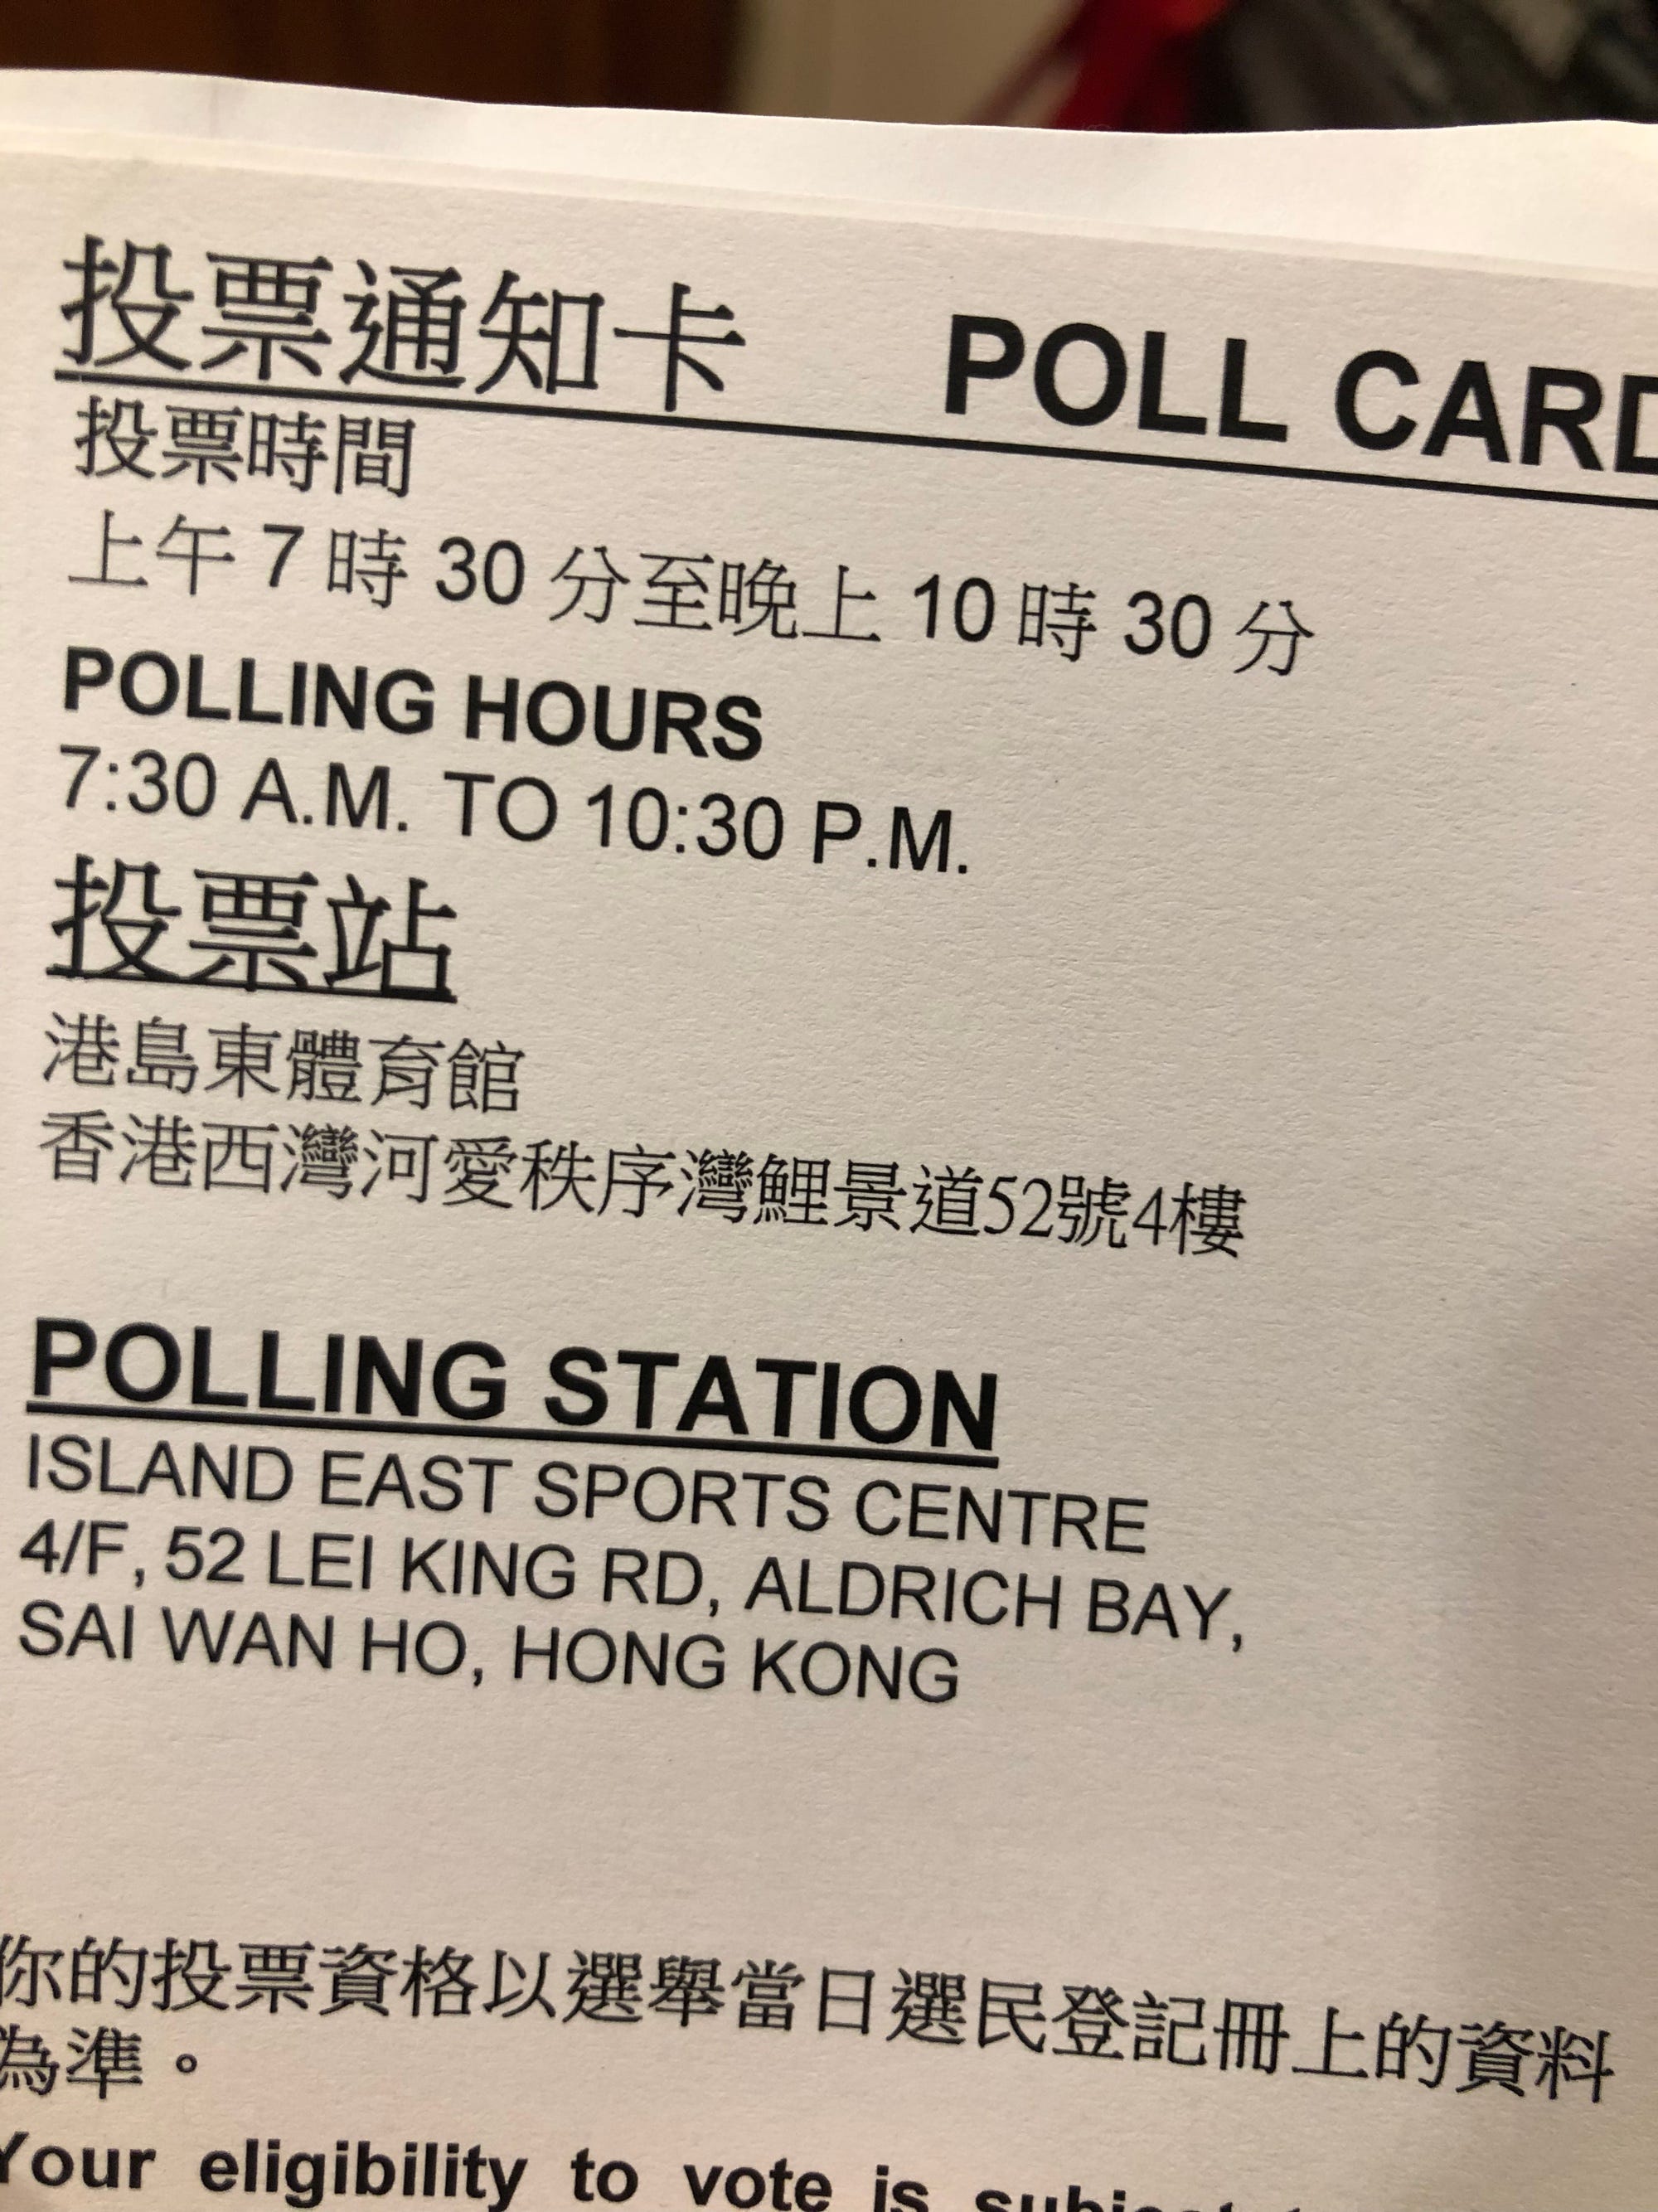 投票通知卡 POLL CARD
投票時間
上午 7 時 30 分至晚上 10 時 30 分
POLLING HOURS
7:30 A.M. TO 10:30 P.M.
投票站
港島東體育館
香港西灣河愛秩序灣鯉景道52號4樓
POLLING STATION
ISLAND EAST SPORTS CENTRE
4/F, 52 LEI KING RD, ALDRICH BAY,
SAI WAN HO, HONG KONG
你的投票資格以選舉當日選民登記冊上的資料
為準。
Your eligibility to vote is subject